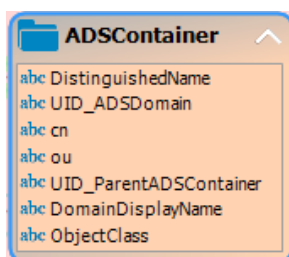 ADSContainer
abc DistinguishedName
abc UID_ADSDomain
abc cn
abc ou
abc UID_ParentADSContainer
abc DomainDisplayName
abc ObjectClass